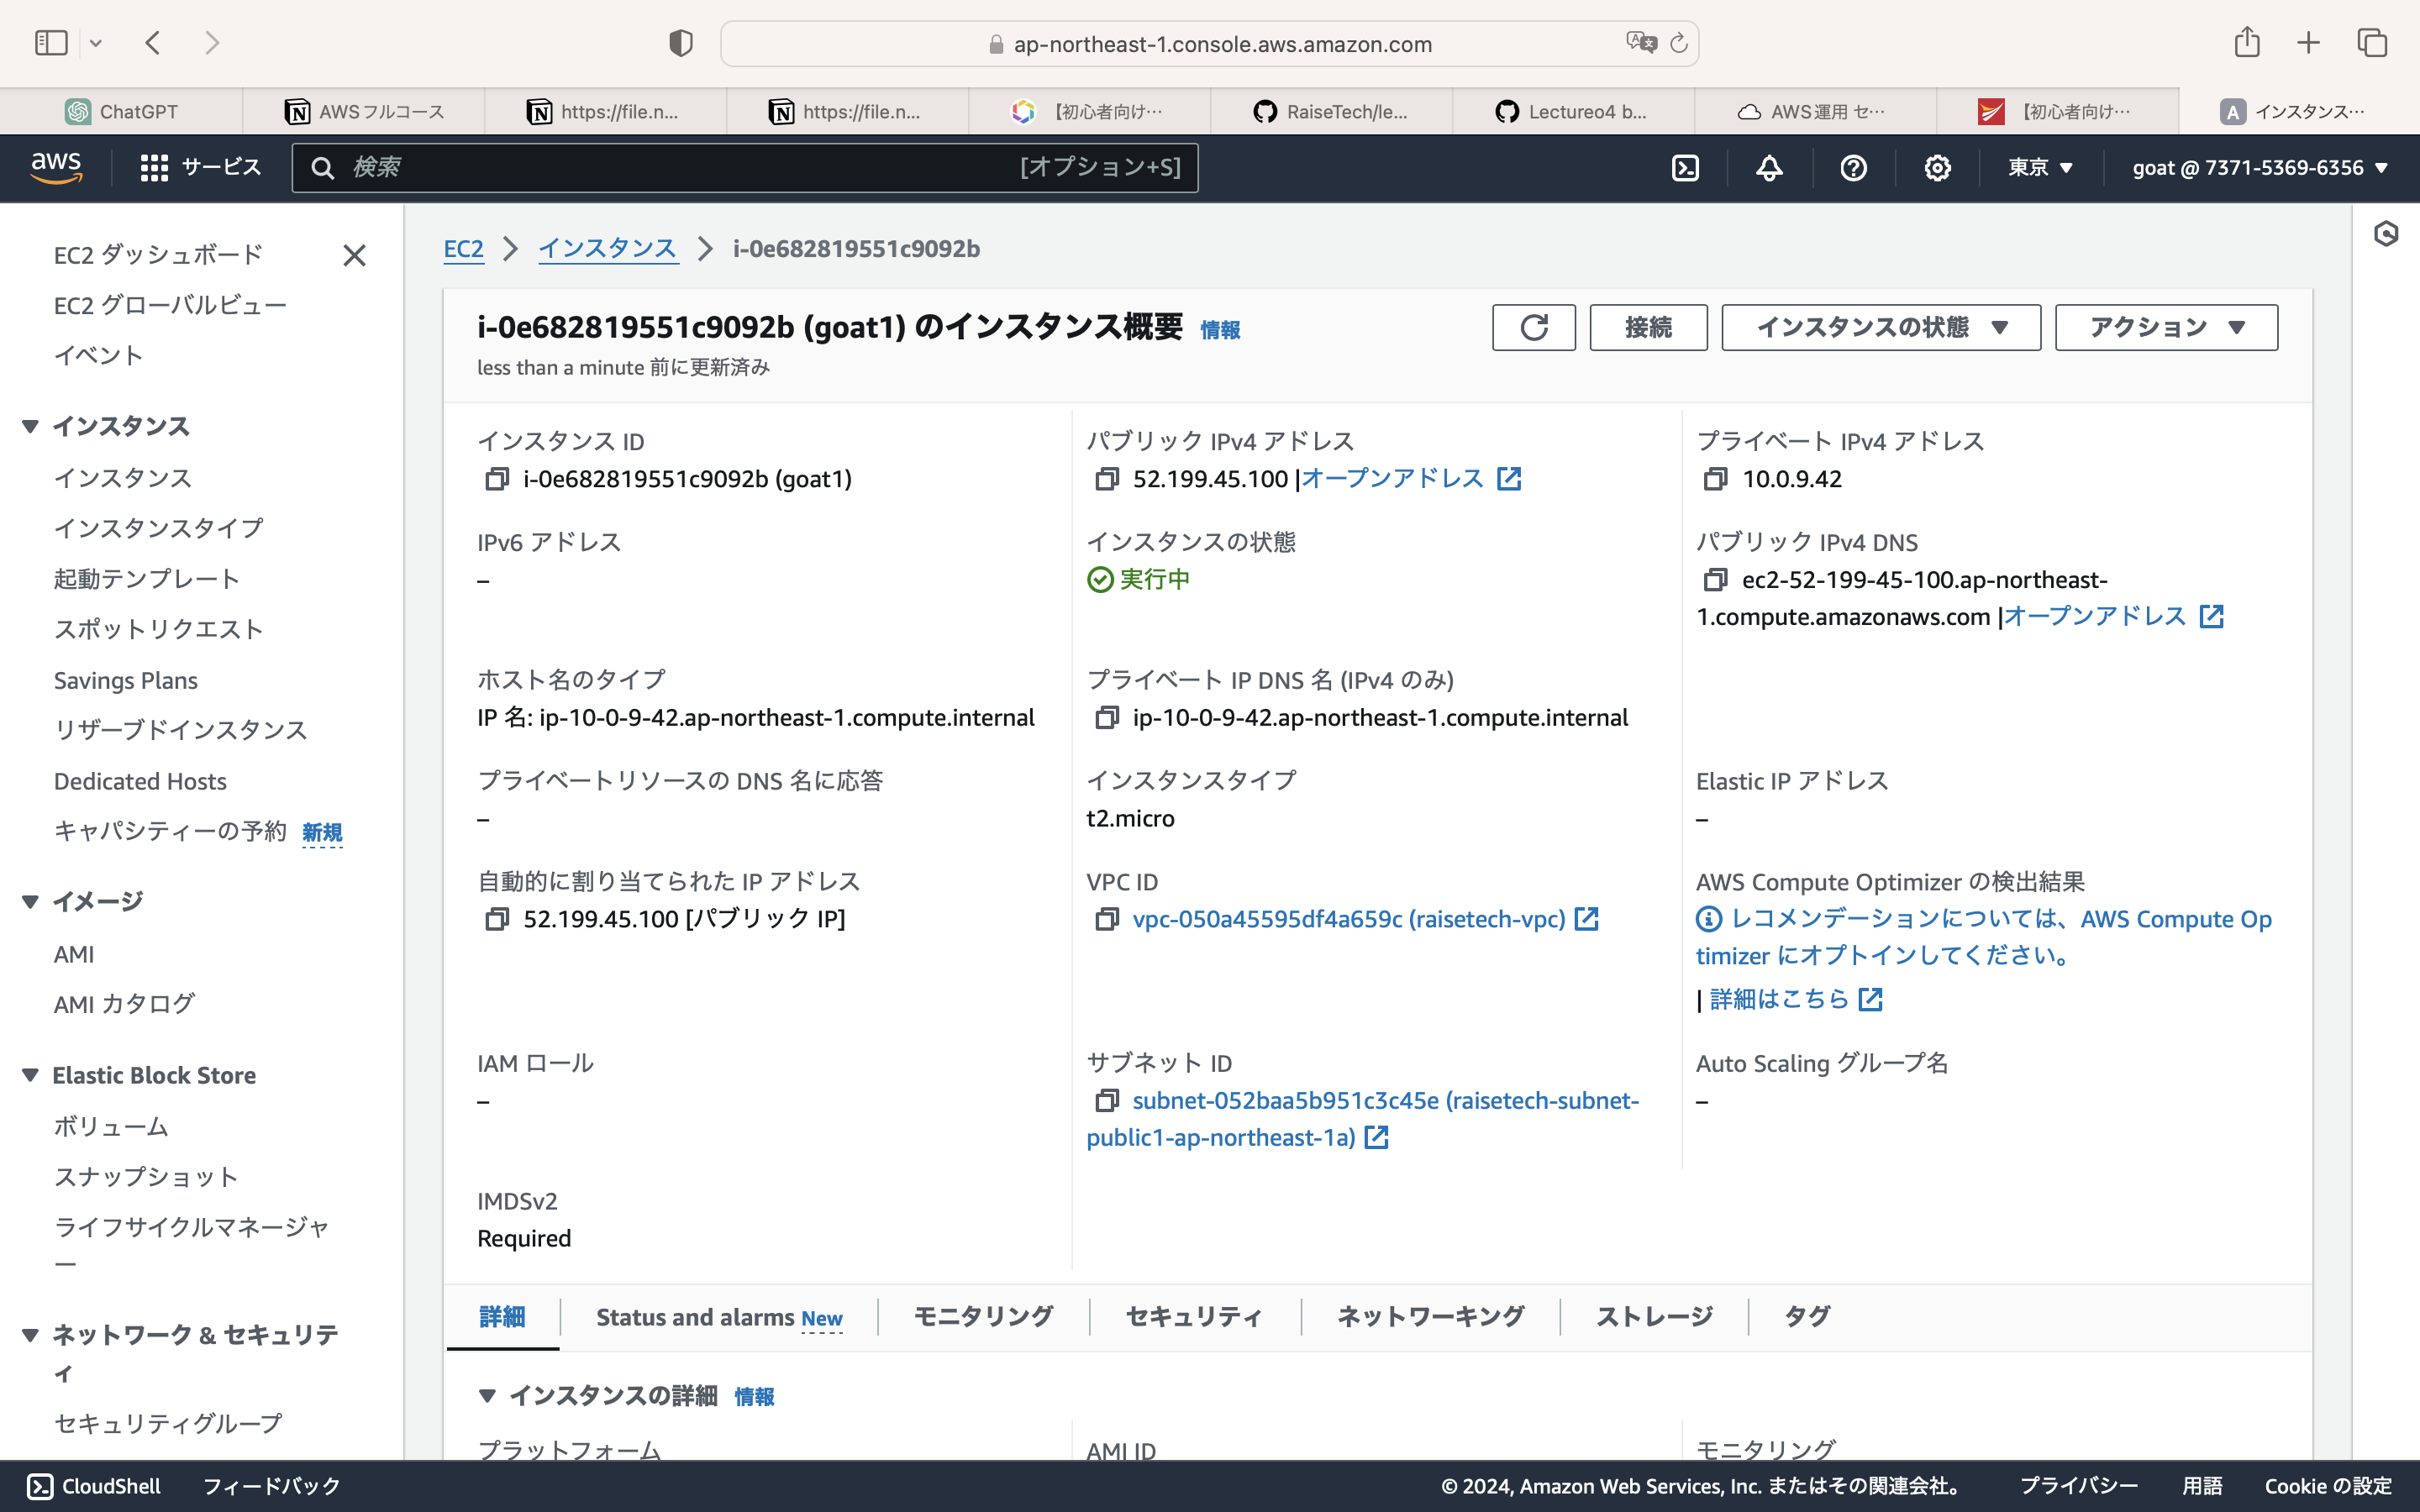 ap-northeast-1.console.aws.amazon.com
ChatGPT
AWSフルコース
https://file.n...
https://file.n...
【初心者向け…
RaiseTech/le...
Lectureo4 b...
AWS運用 セ…
【初心者向け…
A インスタンス…
aws
サービス
検索
[オプション+S]
東京
goat @ 7371-5369-6356
EC2 ダッシュボード
EC2 グローバルビュー
イベント
インスタンス
インスタンス
インスタンスタイプ
起動テンプレート
スポットリクエスト
Savings Plans
リザーブドインスタンス
Dedicated Hosts
キャパシティーの予約 新規
イメージ
AMI
AMI カタログ
Elastic Block Store
ボリューム
スナップショット
ライフサイクルマネージャ
ー
ネットワーク & セキュリテ
ィ
セキュリティグループ
EC2
インスタンス
i-0e682819551c9092b
i-0e682819551c9092b (goat1) のインスタンス概要 情報
less than a minute 前に更新済み
接続
インスタンスの状態
アクション
インスタンス ID
i-0e682819551c9092b (goat1)
パブリック IPv4 アドレス
52.199.45.100 |オープンアドレス
プライベート IPv4 アドレス
10.0.9.42
IPv6 アドレス
–
インスタンスの状態
実行中
パブリック IPv4 DNS
ec2-52-199-45-100.ap-northeast-
1.compute.amazonaws.com |オープンアドレス
ホスト名のタイプ
IP 名: ip-10-0-9-42.ap-northeast-1.compute.internal
プライベート IP DNS 名 (IPv4 のみ)
ip-10-0-9-42.ap-northeast-1.compute.internal
プライベートリソースの DNS 名に応答
–
インスタンスタイプ
t2.micro
Elastic IP アドレス
–
自動的に割り当てられた IP アドレス
52.199.45.100 [パブリック IP]
VPC ID
vpc-050a45595df4a659c (raisetech-vpc)
AWS Compute Optimizer の検出結果
レコメンデーションについては、AWS Compute Op
timizer にオプトインしてください。
| 詳細はこちら
IAM ロール
–
サブネット ID
subnet-052baa5b951c3c45e (raisetech-subnet-
public1-ap-northeast-1a)
Auto Scaling グループ名
–
IMDSv2
Required
詳細
Status and alarms New
モニタリング
セキュリティ
ネットワーキング
ストレージ
タグ
インスタンスの詳細 情報
プラットフォーム
AMI ID
モニタリング
CloudShell
フィードバック
© 2024, Amazon Web Services, Inc. またはその関連会社。
プライバシー
用語
Cookie の設定